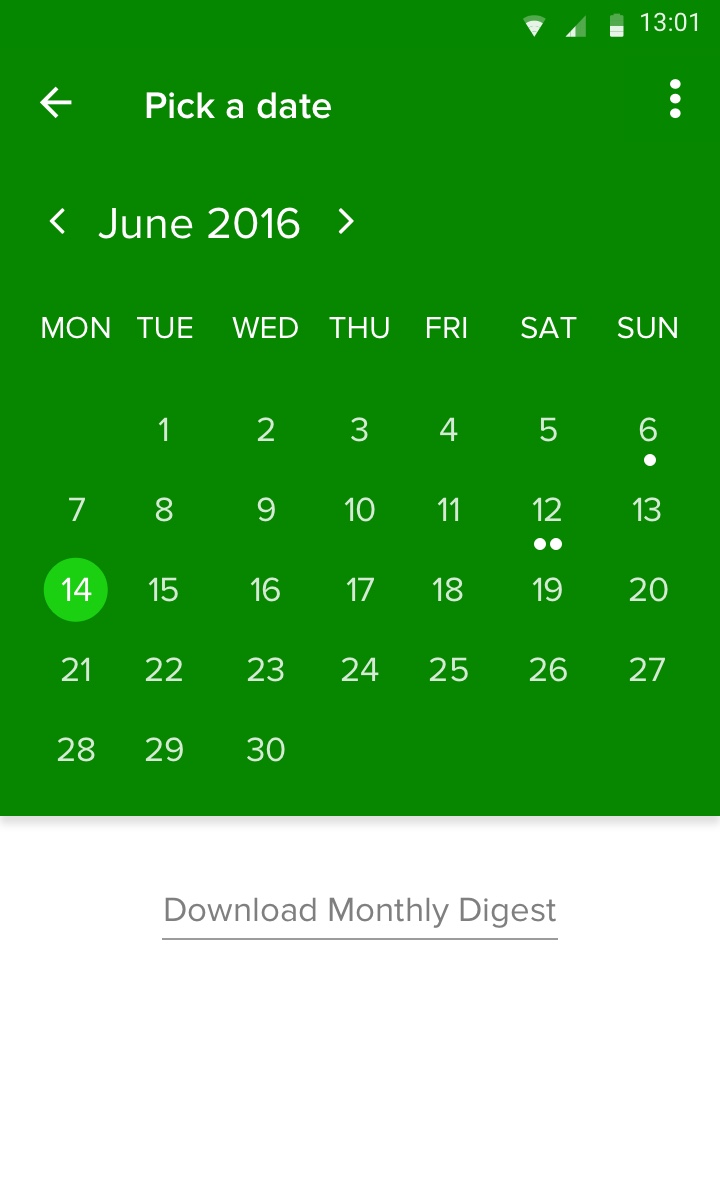 13:01
Pick a date
June 2016
MON TUE WED THU FRI SAT SUN
1 2 3 4 5 6
7 8 9 10 11 12 13
14 15 16 17 18 19 20
21 22 23 24 25 26 27
28 29 30
Download Monthly Digest